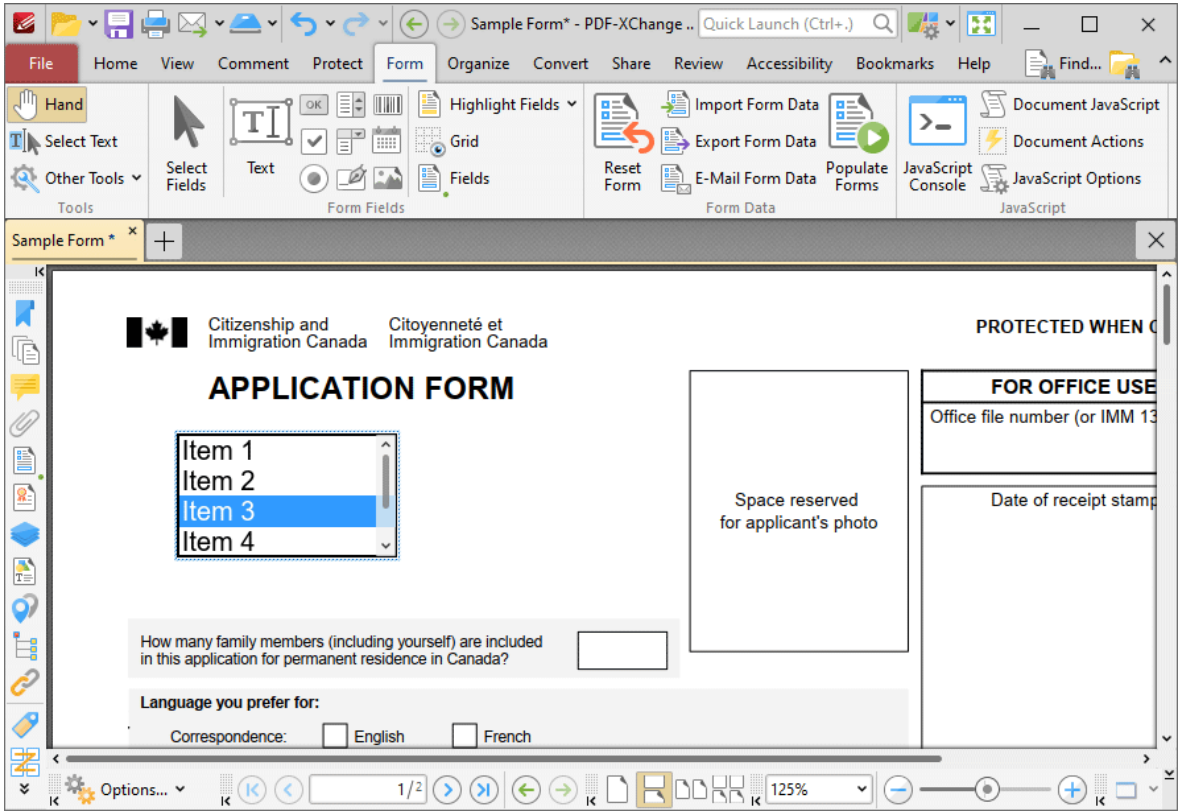 Sample Form* - PDF-XChange ..
Quick Launch (Ctrl+.)
File Home View Comment Protect Form Organize Convert Share Review Accessibility Bookmarks Help Find...
Hand
Select Text
Other Tools
Tools
Select Fields
Text
OK
Form Fields
Highlight Fields
Grid
Fields
Reset Form
Import Form Data
Export Form Data
E-Mail Form Data
Populate Forms
Form Data
JavaScript Console
Document JavaScript
Document Actions
JavaScript Options
JavaScript
Sample Form *
Citizenship and Immigration Canada
Citoyenneté et Immigration Canada
PROTECTED WHEN
APPLICATION FORM
FOR OFFICE USE
Office file number (or IMM 13
Item 1
Item 2
Item 3
Item 4
Space reserved
for applicant's photo
Date of receipt stamp
How many family members (including yourself) are included
in this application for permanent residence in Canada?
Language you prefer for:
Correspondence: English French
Options... 1/2 125%